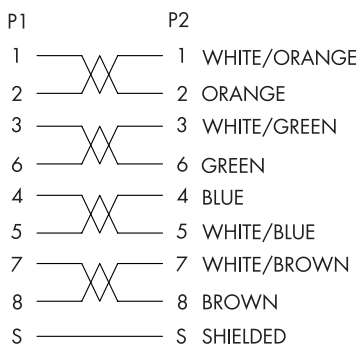 P1 P2
1 1 WHITE/ORANGE
2 2 ORANGE
3 3 WHITE/GREEN
6 6 GREEN
4 4 BLUE
5 5 WHITE/BLUE
7 7 WHITE/BROWN
8 8 BROWN
S S SHIELDED